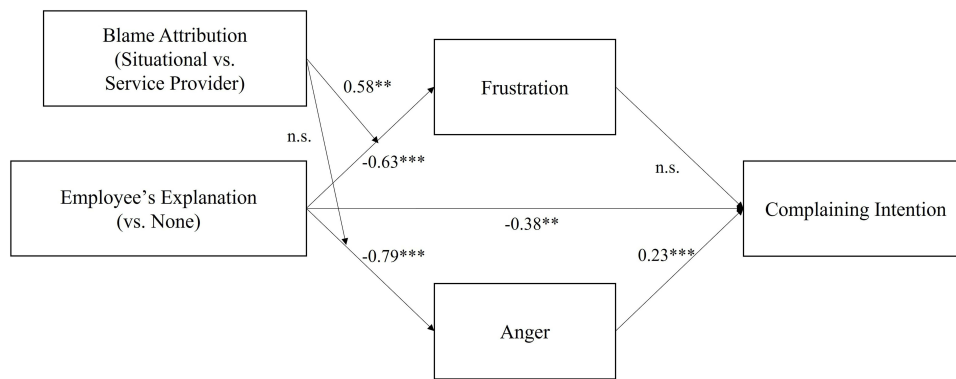 Blame Attribution
(Situational vs.
Service Provider)
0.58**
Frustration
n.s.
-0.63***
n.s.
Employee’s Explanation
(vs. None)
Complaining Intention
-0.38**
-0.79***
0.23***
Anger